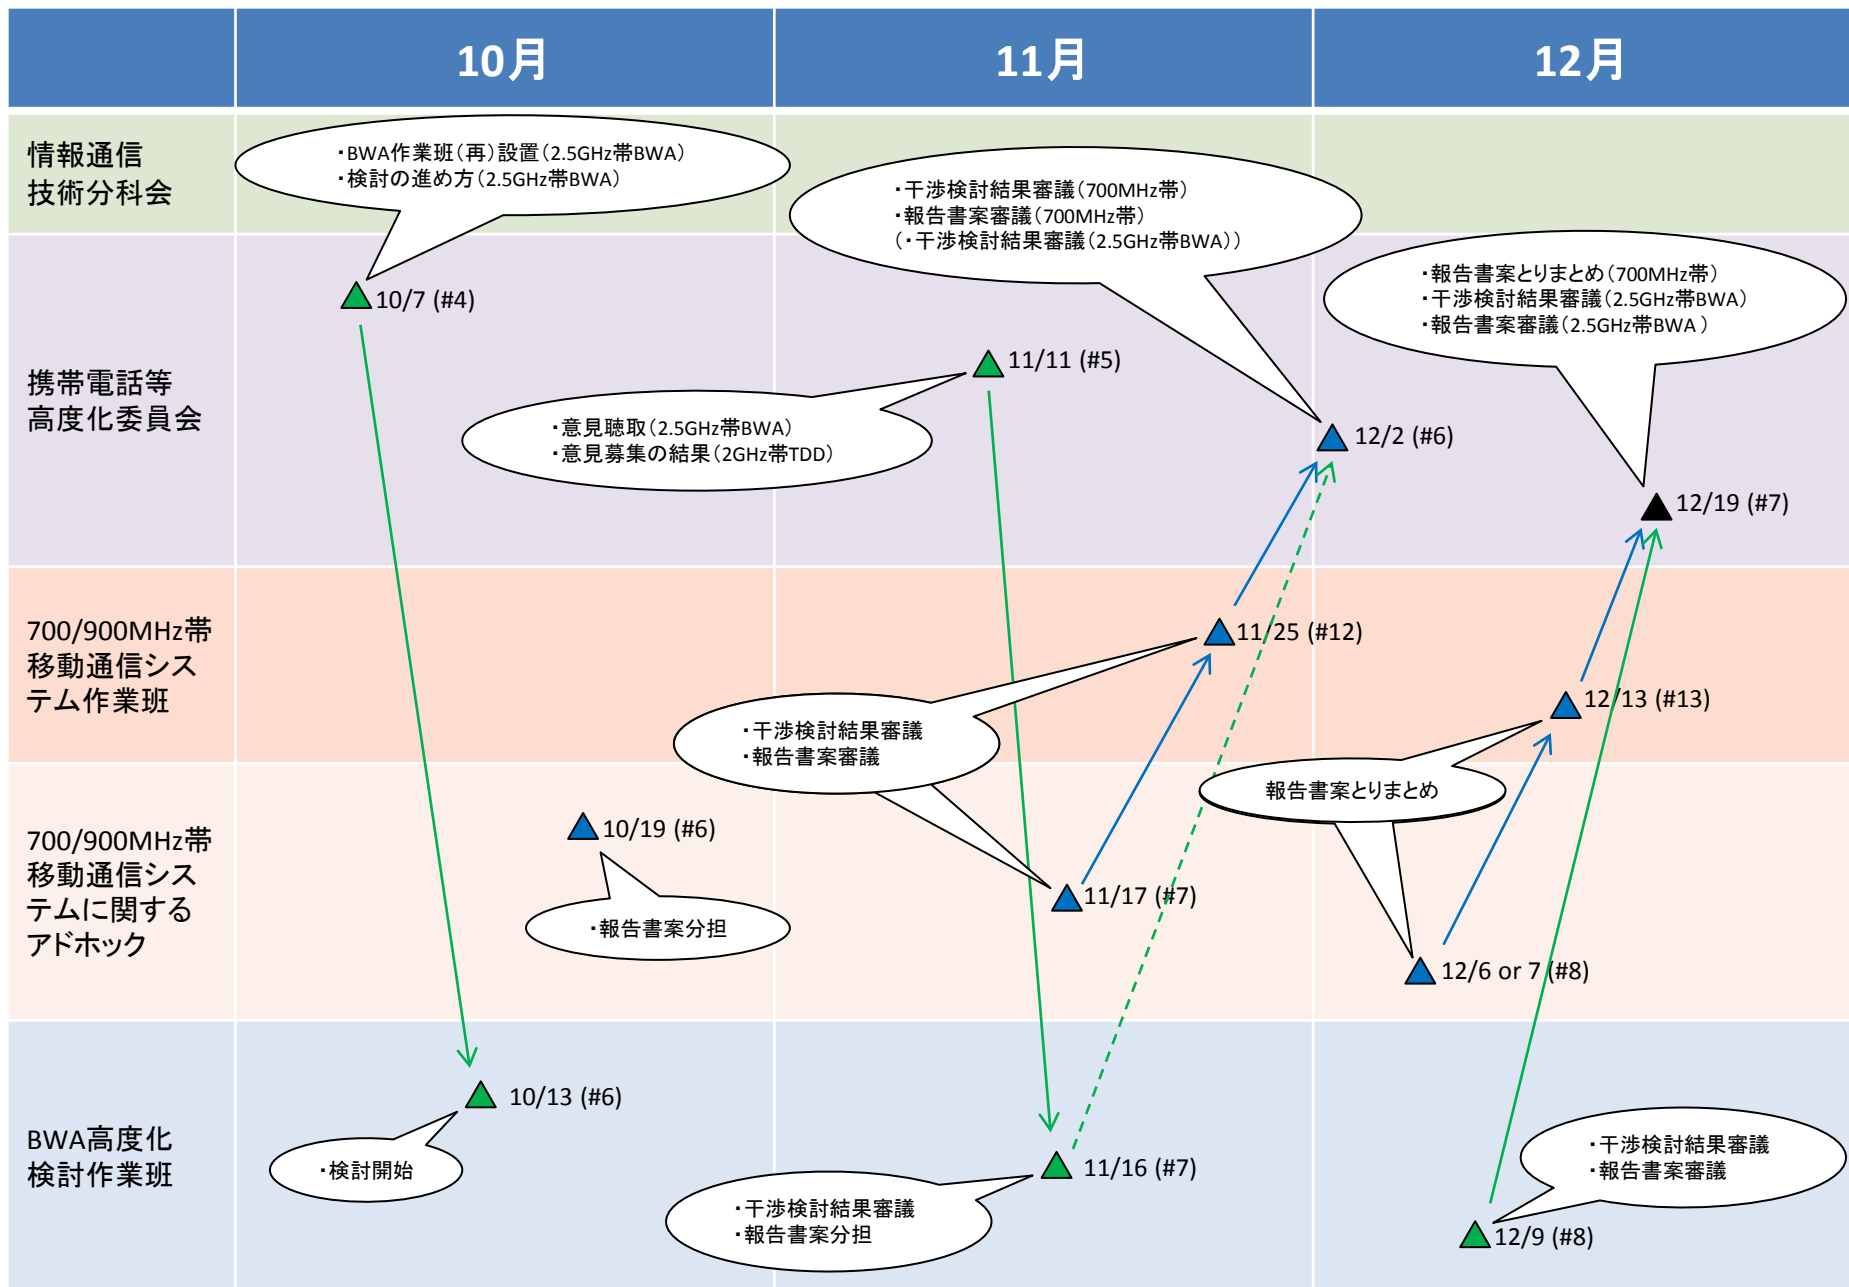 10月
11月
12月
情報通信
技術分科会
・BWA作業班（再）設置（2.5GHz帯BWA）
・検討の進め方（2.5GHz帯BWA）
・干渉検討結果審議（700MHz帯）
・報告書案審議（700MHz帯）
（・干渉検討結果審議（2.5GHz帯BWA））
携帯電話等
高度化委員会
10/7 (#4)
11/11 (#5)
・意見聴取（2.5GHz帯BWA）
・意見募集の結果（2GHz帯TDD）
12/2 (#6)
・報告書案とりまとめ（700MHz帯）
・干渉検討結果審議（2.5GHz帯BWA）
・報告書案審議（2.5GHz帯BWA ）
12/19 (#7)
700/900MHz帯
移動通信シス
テム作業班
11/25 (#12)
・干渉検討結果審議
・報告書案審議
12/13 (#13)
報告書案とりまとめ
700/900MHz帯
移動通信シス
テムに関する
アドホック
10/19 (#6)
・報告書案分担
11/17 (#7)
12/6 or 7 (#8)
BWA高度化
検討作業班
10/13 (#6)
・検討開始
11/16 (#7)
・干渉検討結果審議
・報告書案分担
・干渉検討結果審議
・報告書案審議
12/9 (#8)